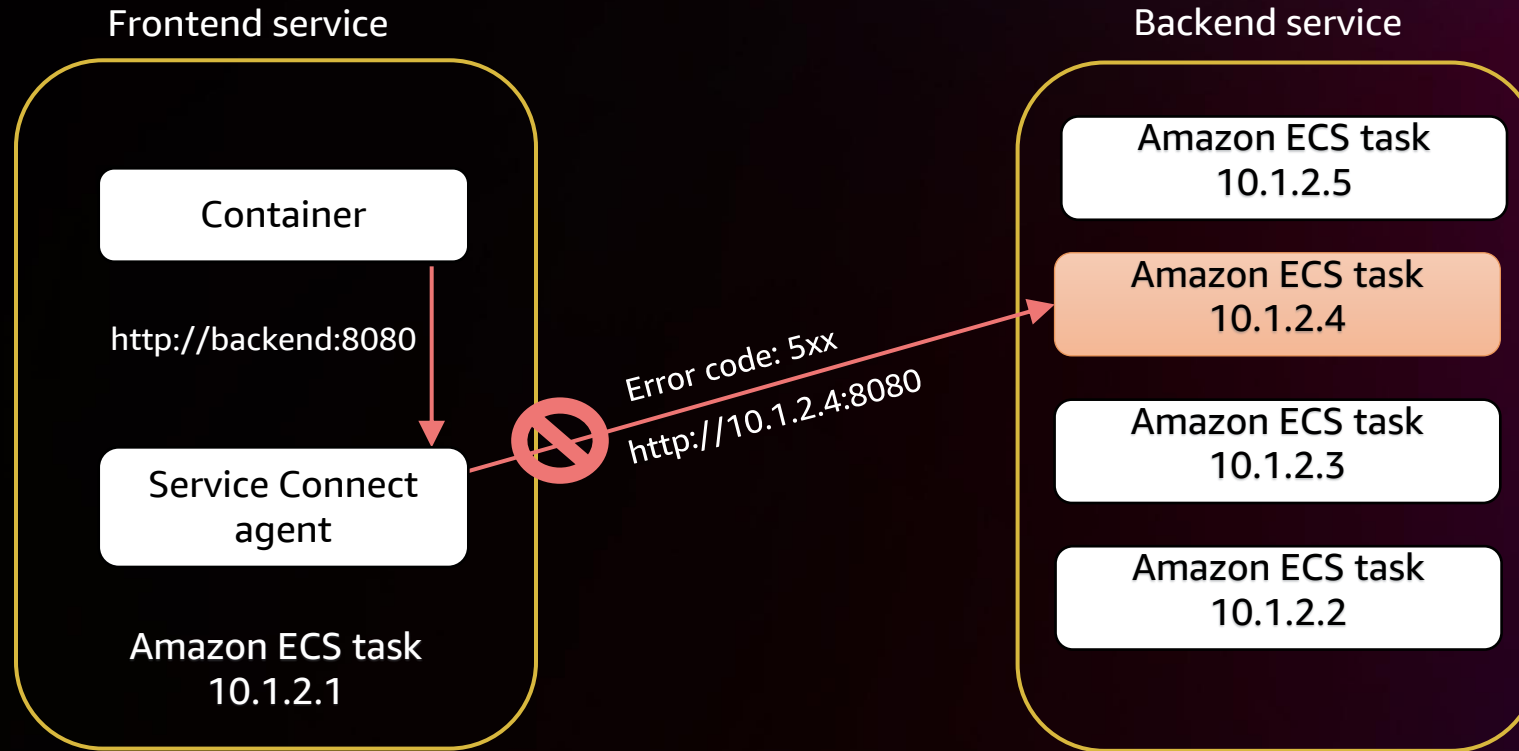 Frontend service
Container
http://backend:8080
Service Connect
agent
Amazon ECS task
10.1.2.1
Error code: 5xx
http://10.1.2.4:8080
Backend service
Amazon ECS task
10.1.2.5
Amazon ECS task
10.1.2.4
Amazon ECS task
10.1.2.3
Amazon ECS task
10.1.2.2